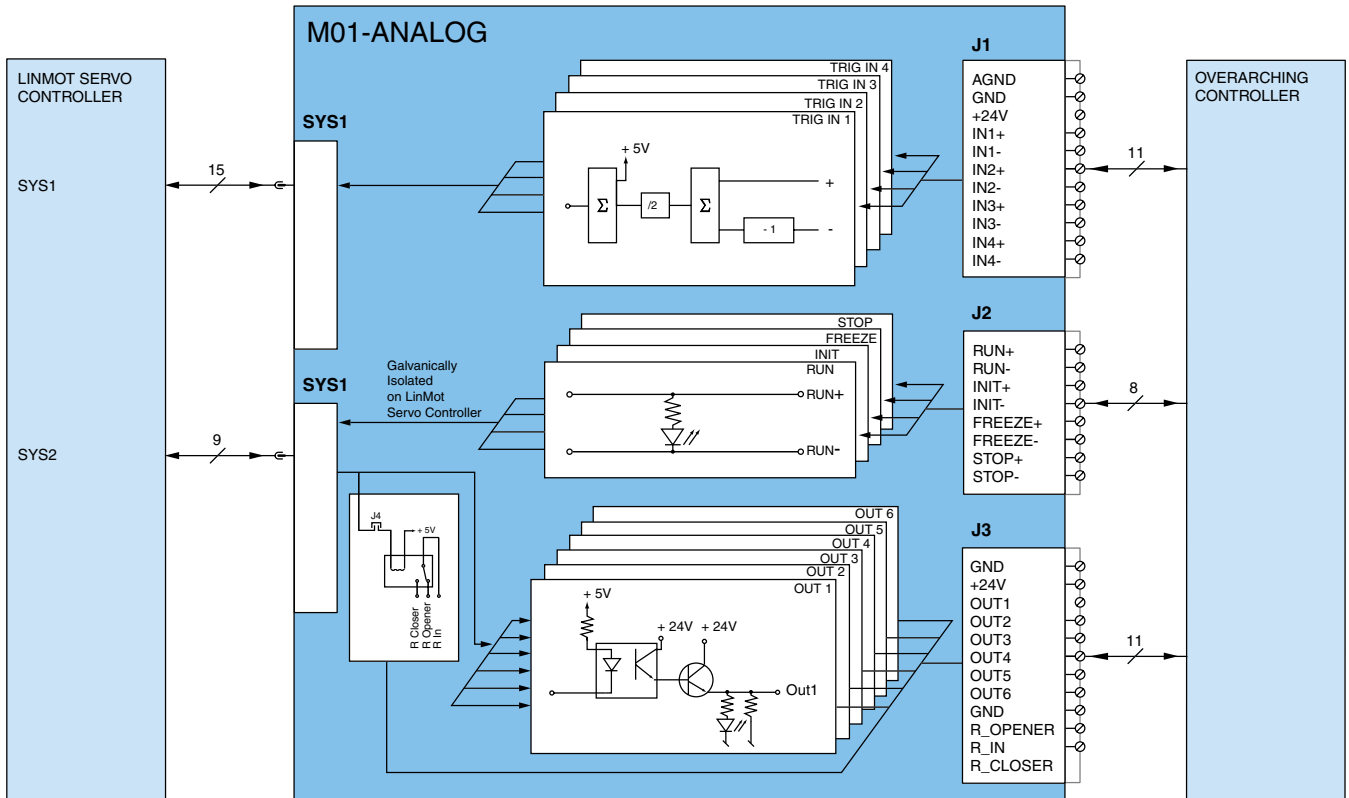 M01-ANALOG
LINMOT SERVO
CONTROLLER
SYS1
15
SYS2
9
SYS1
SYS1
TRIG IN 4
TRIG IN 3
TRIG IN 2
TRIG IN 1
+ 5V
Σ
/2
Σ
- 1
+
-
Galvanically
Isolated
on LinMot
Servo Controller
STOP
FREEZE
INIT
RUN
RUN+
RUN-
J4
+ 5V
R Closer
R Opener
R In
OUT 6
OUT 5
OUT 4
OUT 3
OUT 2
OUT 1
+ 5V
+ 24V
+ 24V
Out1
J1
AGND
GND
+24V
IN1+
IN1-
IN2+
IN2-
IN3+
IN3-
IN4+
IN4-
11
J2
RUN+
RUN-
INIT+
INIT-
FREEZE+
FREEZE-
STOP+
STOP-
8
J3
GND
+24V
OUT1
OUT2
OUT3
OUT4
OUT5
OUT6
GND
R_OPENER
R_IN
R_CLOSER
11
OVERARCHING
CONTROLLER